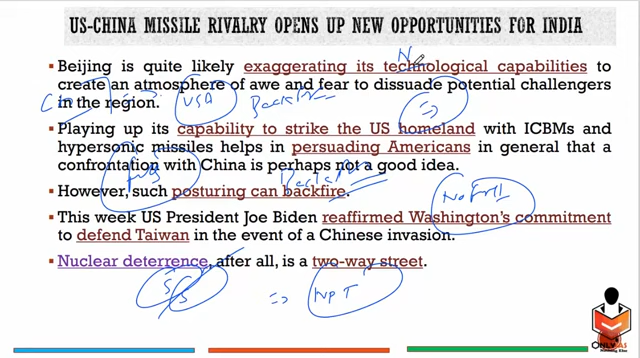 US-CHINA MISSILE RIVALRY OPENS UP NEW OPPORTUNITIES FOR INDIA
▪ Beijing is quite likely exaggerating its technological capabilities to
create an atmosphere of awe and fear to dissuade potential challengers
in the region.
▪ Playing up its capability to strike the US homeland with ICBMs and
hypersonic missiles helps in persuading Americans in general that a
confrontation with China is perhaps not a good idea.
▪ However, such posturing can backfire.
▪ This week US President Joe Biden reaffirmed Washington's commitment
to defend Taiwan in the event of a Chinese invasion.
▪ Nuclear deterrence, after all, is a two-way street.
N
USA
NPT
ONLY IAS